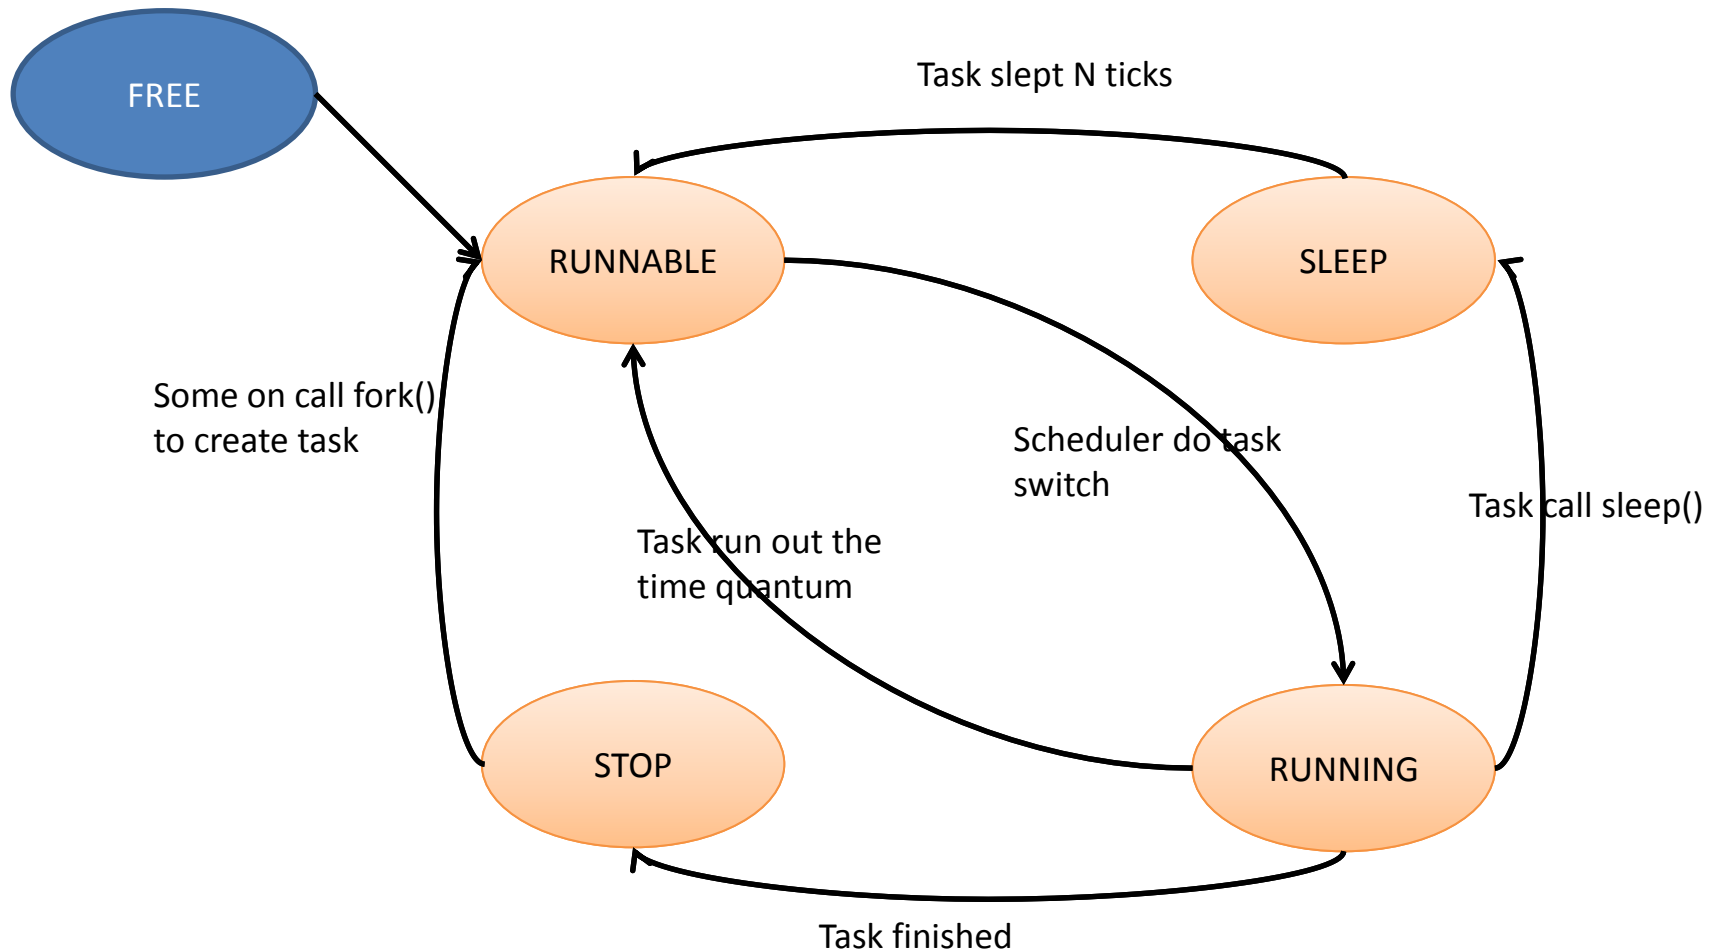 FREE
Task slept N ticks
RUNNABLE
SLEEP
Some on call fork()
to create task
Scheduler do task
switch
Task call sleep()
Task run out the
time quantum
STOP
RUNNING
Task finished